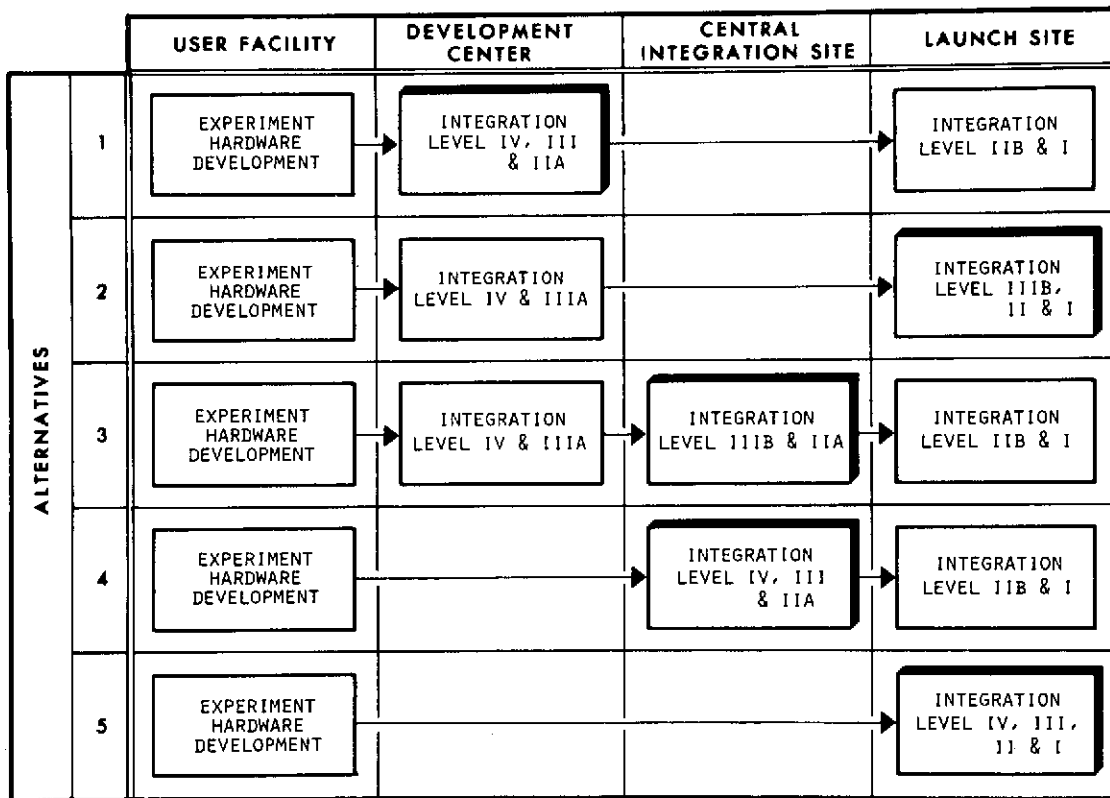 USER FACILITY
DEVELOPMENT
CENTER
CENTRAL
INTEGRATION SITE
LAUNCH SITE
ALTERNATIVES
1
EXPERIMENT
HARDWARE
DEVELOPMENT
INTEGRATION
LEVEL IV, III
& IIA
INTEGRATION
LEVEL IIB & I
2
EXPERIMENT
HARDWARE
DEVELOPMENT
INTEGRATION
LEVEL IV & IIIA
INTEGRATION
LEVEL IIIB,
II & I
3
EXPERIMENT
HARDWARE
DEVELOPMENT
INTEGRATION
LEVEL IV & IIIA
INTEGRATION
LEVEL IIIB & IIA
INTEGRATION
LEVEL IIB & I
4
EXPERIMENT
HARDWARE
DEVELOPMENT
INTEGRATION
LEVEL IV, III
& IIA
INTEGRATION
LEVEL IIB & I
5
EXPERIMENT
HARDWARE
DEVELOPMENT
INTEGRATION
LEVEL IV, III,
II & I